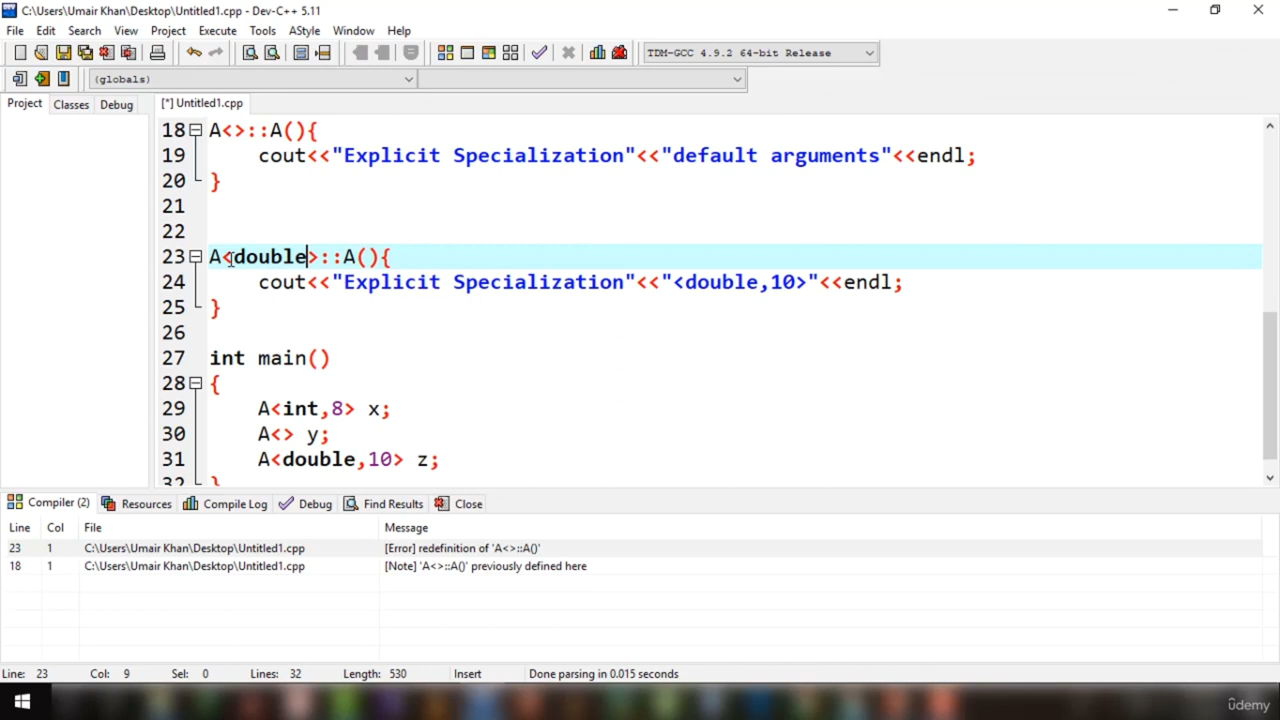 C:\Users\Umair Khan\Desktop\Untitled1.cpp - Dev-C++ 5.11
File Edit Search View Project Execute Tools AStyle Window Help
TDM-GCC 4.9.2 64-bit Release
(globals)
Project Classes Debug [*] Untitled1.cpp
18 A<>::A(){
19 cout<<"Explicit Specialization"<<"default arguments"<<endl;
20 }
21
22
23 A<double>::A(){
24 cout<<"Explicit Specialization"<<"<double,10>"<<endl;
25 }
26
27 int main()
28 {
29 A<int,8> x;
30 A<> y;
31 A<double,10> z;
32 }
Compiler (2) Resources Compile Log Debug Find Results Close
Line Col File Message
23 1 C:\Users\Umair Khan\Desktop\Untitled1.cpp [Error] redefinition of 'A<>::A()'
18 1 C:\Users\Umair Khan\Desktop\Untitled1.cpp [Note] 'A<>::A()' previously defined here
Line: 23 Col: 9 Sel: 0 Lines: 32 Length: 530 Insert Done parsing in 0.015 seconds
ûdemy